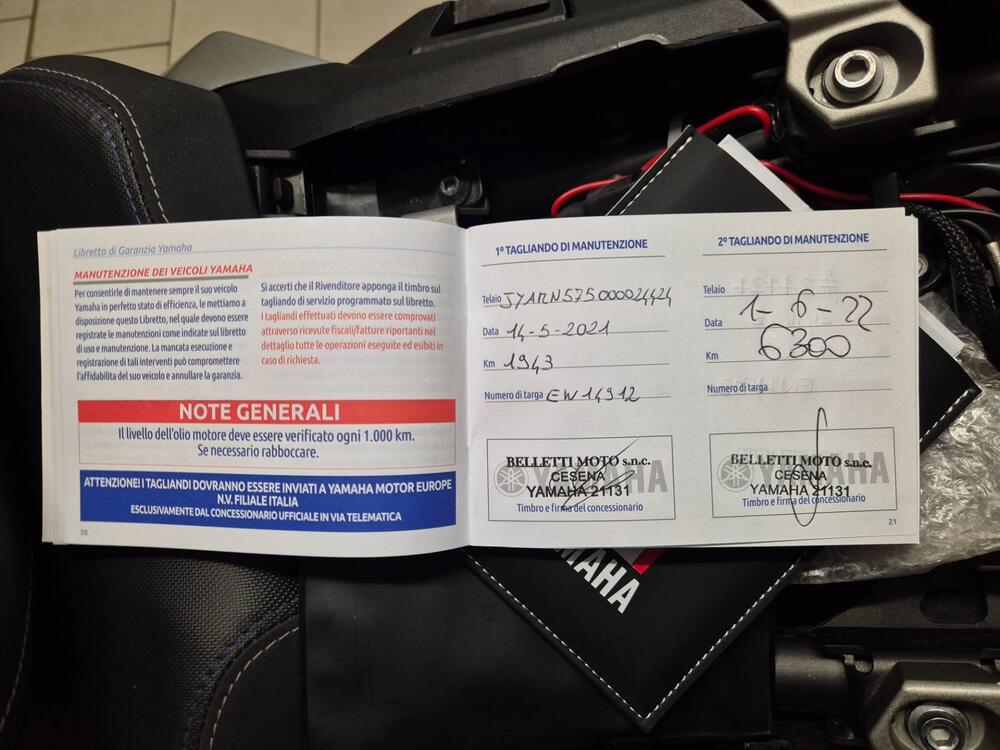 Libretto di Garanzia Yamaha
MANUTENZIONE DEI VEICOLI YAMAHA
Per consentirle di mantenere sempre il suo veicolo
Yamaha in perfetto stato di efficienza, le mettiamo a
disposizione questo Libretto, nel quale devono essere
registrate le manutenzioni come indicate sul libretto
di uso e manutenzione. La mancata esecuzione e
registrazione di tali interventi può compromettere
l'affidabilità del suo veicolo e annullare la garanzia.
Si accerti che il Rivenditore apponga il timbro sul
tagliando di servizio programmato sul libretto.
I tagliandi effettuati devono essere comprovati
attraverso ricevute fiscali/fatture riportanti nel
dettaglio tutte le operazioni eseguite ed esibiti in
caso di richiesta.
NOTE GENERALI
Il livello dell'olio motore deve essere verificato ogni 1.000 km.
Se necessario rabboccare.
ATTENZIONE! I TAGLIANDI DOVRANNO ESSERE INVIATI A YAMAHA MOTOR EUROPE
N.V. FILIALE ITALIA
ESCLUSIVAMENTE DAL CONCESSIONARIO UFFICIALE IN VIA TELEMATICA
20
1º TAGLIANDO DI MANUTENZIONE
Telaio JYARN575000024424
Data 14-5-2021
Km 1943
Numero di targa EW14912
BELLETTI MOTO s.n.c.
CESENA
YAMAHA 21131
YAMAHA
Timbro e firma del concessionario
2º TAGLIANDO DI MANUTENZIONE
Telaio
Data 1-6-22
Km 6300
Numero di targa
BELLETTI MOTO s.n.c.
CESENA
YAMAHA 21131
YAMAHA
Timbro e firma del concessionario
21
YAMAHA